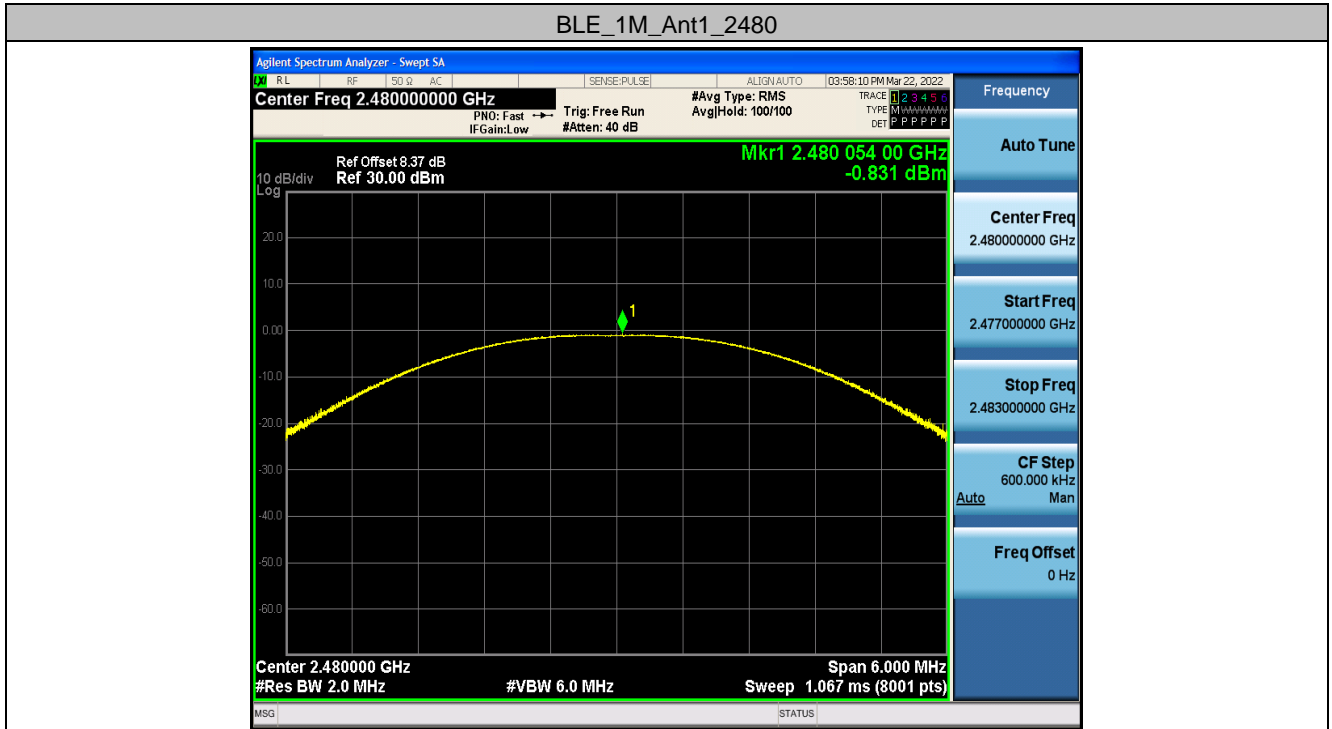 BLE_1M_Ant1_2480
Agilent Spectrum Analyzer - Swept SA
LXI RL RF 50 Ω AC SENSE:PULSE ALIGN AUTO 03:58:10 PM Mar 22, 2022
Center Freq 2.480000000 GHz
PNO: Fast
IFGain:Low
Trig: Free Run
#Atten: 40 dB
#Avg Type: RMS
Avg|Hold: 100/100
TRACE 1 2 3 4 5 6
TYPE M W W W W W
DET P P P P P P
Mkr1 2.480 054 00 GHz
-0.831 dBm
Ref Offset 8.37 dB
10 dB/div Ref 30.00 dBm
Log
20.0
10.0
0.00
-10.0
-20.0
-30.0
-40.0
-50.0
-60.0
1
Center 2.480000 GHz Span 6.000 MHz
#Res BW 2.0 MHz #VBW 6.0 MHz Sweep 1.067 ms (8001 pts)
MSG STATUS
Frequency
Auto Tune
Center Freq
2.480000000 GHz
Start Freq
2.477000000 GHz
Stop Freq
2.483000000 GHz
CF Step
600.000 kHz
Auto Man
Freq Offset
0 Hz